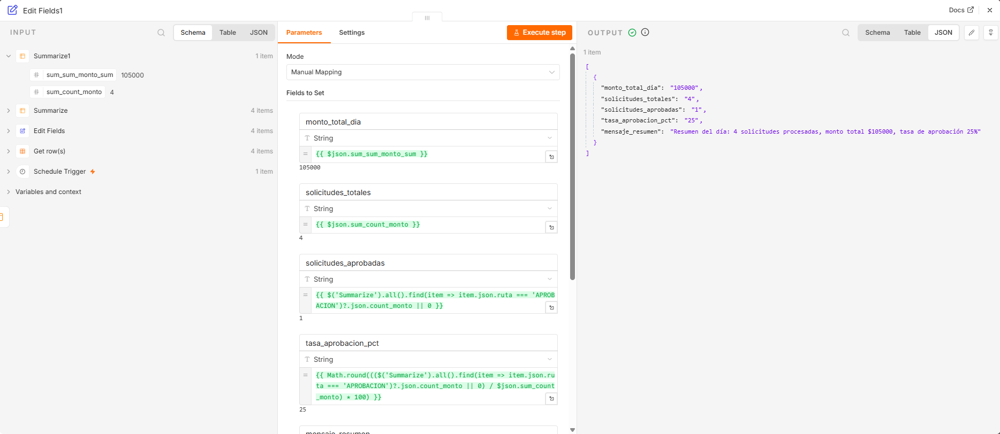 Edit Fields1
Docs
INPUT
Schema
Table
JSON
Summarize1
1 item
sum_sum_monto_sum
105000
sum_count_monto
4
Summarize
4 items
Edit Fields
4 items
Get row(s)
4 items
Schedule Trigger
1 item
Variables and context
Parameters
Settings
Execute step
Mode
Manual Mapping
Fields to Set
monto_total_dia
T String
= {{ $json.sum_sum_monto_sum }}
105000
solicitudes_totales
T String
= {{ $json.sum_count_monto }}
4
solicitudes_aprobadas
T String
= {{ $('Summarize').all().find(item => item.json.ruta === 'APROB
ACION')?.json.count_monto || 0 }}
1
tasa_aprobacion_pct
T String
= {{ Math.round((($('Summarize').all().find(item => item.json.ru
ta === 'APROBACION')?.json.count_monto || 0) / $json.sum_count
_monto) * 100) }}
25
mensaje_resumen
OUTPUT
Schema
Table
JSON
1 item
[
{
"monto_total_dia": "105000",
"solicitudes_totales": "4",
"solicitudes_aprobadas": "1",
"tasa_aprobacion_pct": "25",
"mensaje_resumen": "Resumen del día: 4 solicitudes procesadas, monto total $105000, tasa de aprobación 25%"
}
]